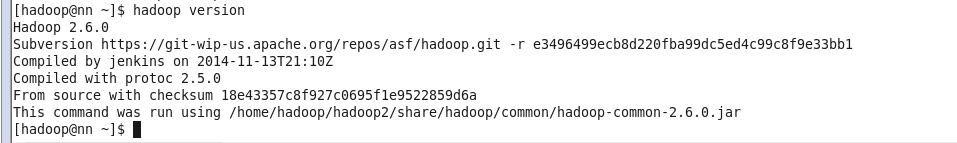 [hadoop@nn ~]$ hadoop version
Hadoop 2.6.0
Subversion https://git-wip-us.apache.org/repos/asf/hadoop.git -r e3496499ecb8d220fba99dc5ed4c99c8f9e33bb1
Compiled by jenkins on 2014-11-13T21:10Z
Compiled with protoc 2.5.0
From source with checksum 18e43357c8f927c0695f1e9522859d6a
This command was run using /home/hadoop/hadoop2/share/hadoop/common/hadoop-common-2.6.0.jar
[hadoop@nn ~]$